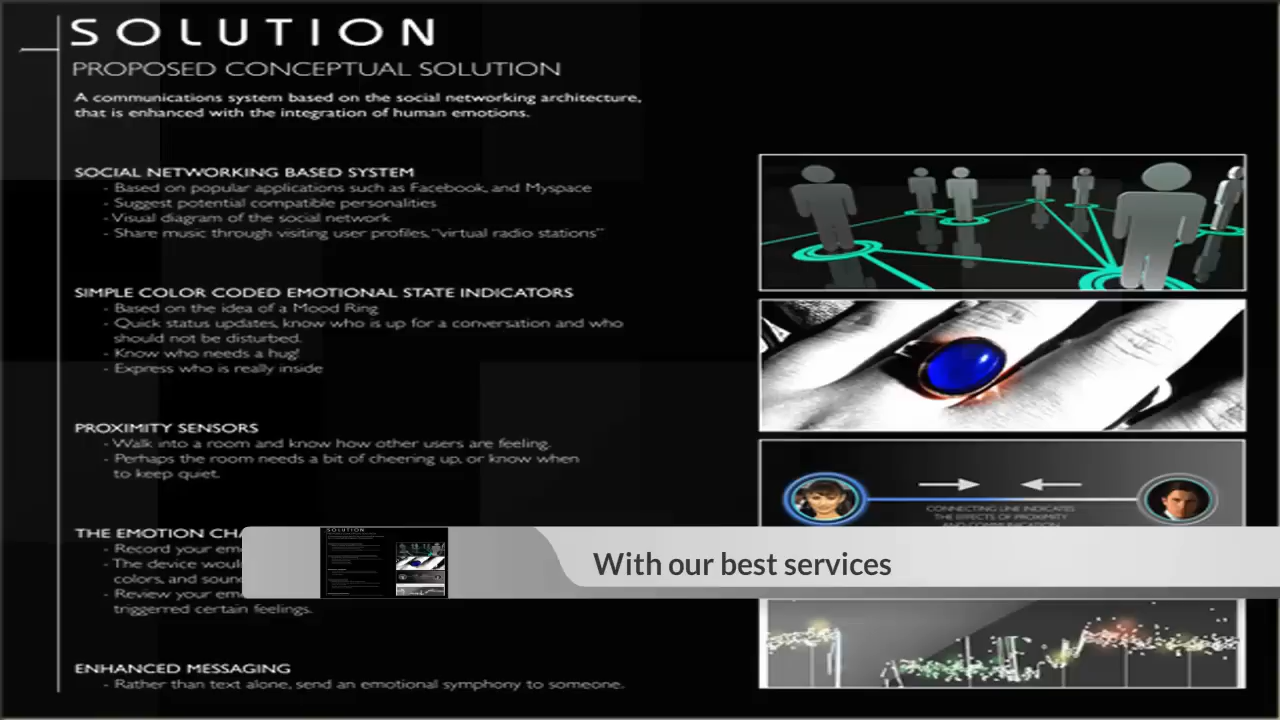 SOLUTION
PROPOSED CONCEPTUAL SOLUTION
A communications system based on the social networking architecture,
that is enhanced with the integration of human emotions.
SOCIAL NETWORKING BASED SYSTEM
- Based on popular applications such as Facebook, and Myspace
- Suggest potential compatible personalities
- Visual diagram of the social network
- Share music through visiting user profiles, "virtual radio stations"
SIMPLE COLOR CODED EMOTIONAL STATE INDICATORS
- Based on the idea of a Mood Ring
- Quick status updates, know who is up for a conversation and who
should not be disturbed.
- Know who needs a hug!
- Express who is really inside
PROXIMITY SENSORS
- Walk into a room and know how other users are feeling.
- Perhaps the room needs a bit of cheering up, or know when
to keep quiet.
CONNECTING LINE INDICATES
THE EFFECTS OF PROXIMITY
AND COMMUNICATION
THE EMOTION CHA
- Record your em
- The device woul
colors, and soun
- Review your em
triggerred certain feelings.
SOLUTION
With our best services
ENHANCED MESSAGING
- Rather than text alone, send an emotional symphony to someone.